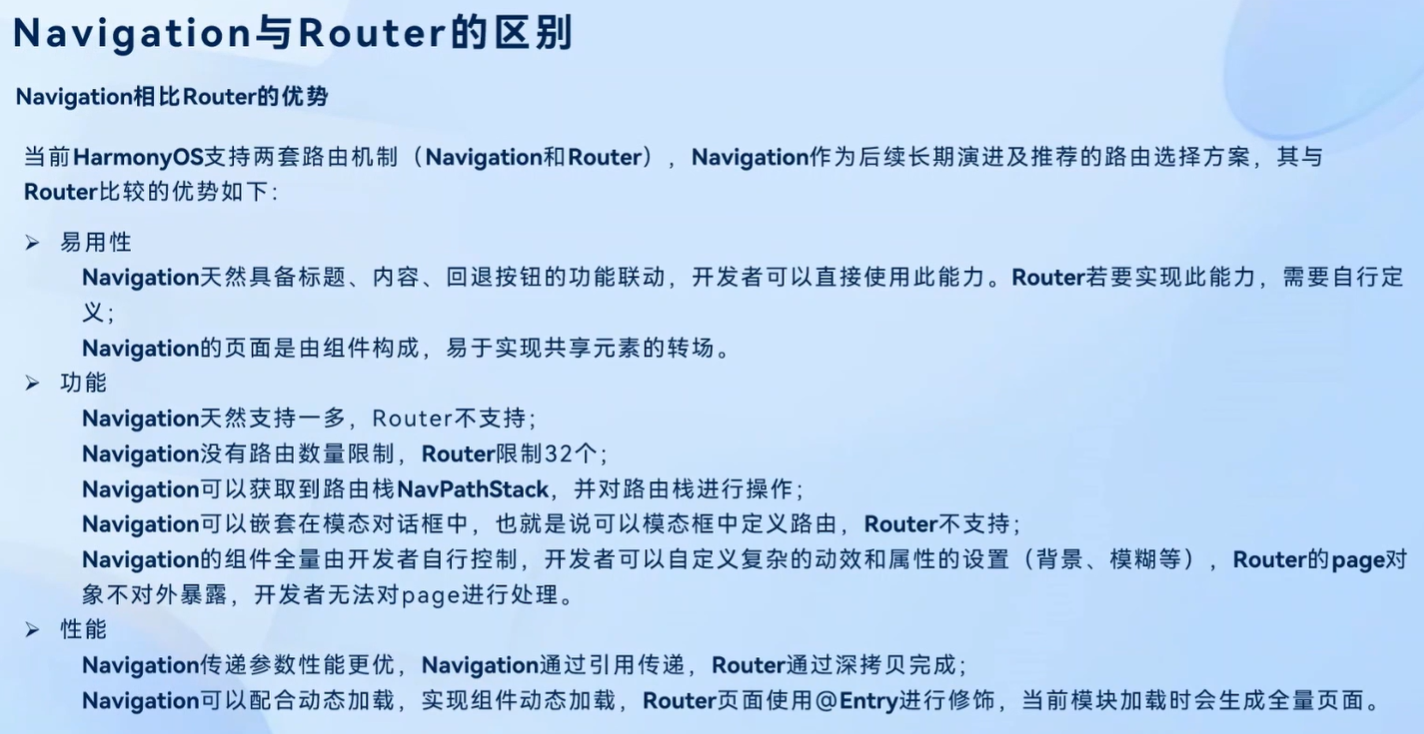 Navigation与Router的区别
Navigation相比Router的优势
当前HarmonyOS支持两套路由机制（Navigation和Router），Navigation作为后续长期演进及推荐的路由选择方案，其与
Router比较的优势如下：
➢ 易用性
Navigation天然具备标题、内容、回退按钮的功能联动，开发者可以直接使用此能力。Router若要实现此能力，需要自行定
义；
Navigation的页面是由组件构成，易于实现共享元素的转场。
➢ 功能
Navigation天然支持一多，Router不支持；
Navigation没有路由数量限制，Router限制32个；
Navigation可以获取到路由栈NavPathStack，并对路由栈进行操作；
Navigation可以嵌套在模态对话框中，也就是说可以模态框中定义路由，Router不支持；
Navigation的组件全量由开发者自行控制，开发者可以自定义复杂的动效和属性的设置（背景、模糊等），Router的page对
象不对外暴露，开发者无法对page进行处理。
➢ 性能
Navigation传递参数性能更优，Navigation通过引用传递，Router通过深拷贝完成；
Navigation可以配合动态加载，实现组件动态加载，Router页面使用@Entry进行修饰，当前模块加载时会生成全量页面。